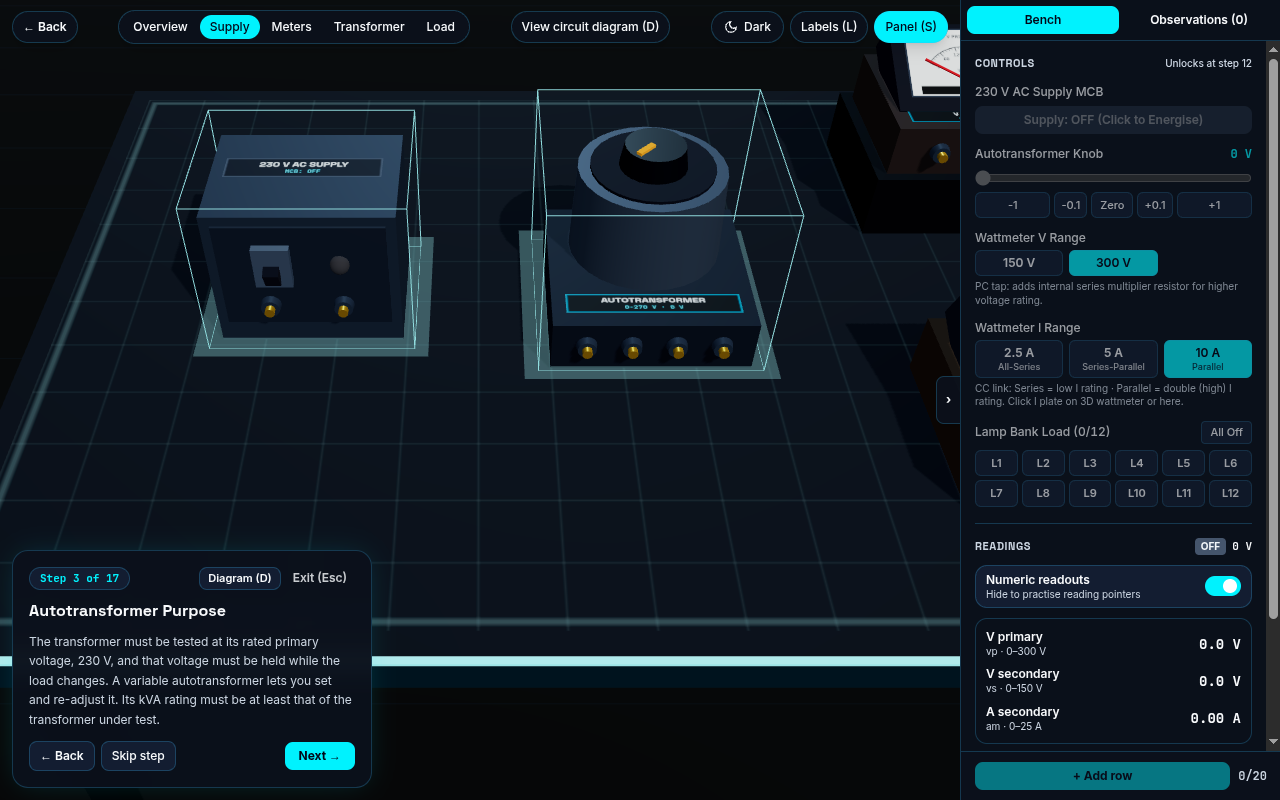 ← Back
Overview
Supply
Meters
Transformer
Load
View circuit diagram (D)
Dark
Labels (L)
Panel (S)
Bench
Observations (0)
CONTROLS
Unlocks at step 12
230 V AC Supply MCB
Supply: OFF (Click to Energise)
Autotransformer Knob
0 V
-1
-0.1
Zero
+0.1
+1
Wattmeter V Range
150 V
300 V
PC tap: adds internal series multiplier resistor for higher
voltage rating.
Wattmeter I Range
2.5 A
All-Series
5 A
Series-Parallel
10 A
Parallel
CC link: Series = low I rating · Parallel = double (high) I
rating. Click I plate on 3D wattmeter or here.
Lamp Bank Load (0/12)
All Off
L1
L2
L3
L4
L5
L6
L7
L8
L9
L10
L11
L12
READINGS
OFF
0 V
Numeric readouts
Hide to practise reading pointers
V primary
vp · 0–300 V
0.0 V
V secondary
vs · 0–150 V
0.0 V
A secondary
am · 0–25 A
0.00 A
+ Add row
0/20
230 V AC SUPPLY
MCB: OFF
AUTOTRANSFORMER
0-270 V · 0 V
›
Step 3 of 17
Diagram (D)
Exit (Esc)
Autotransformer Purpose
The transformer must be tested at its rated primary
voltage, 230 V, and that voltage must be held while the
load changes. A variable autotransformer lets you set
and re-adjust it. Its kVA rating must be at least that of the
transformer under test.
← Back
Skip step
Next →